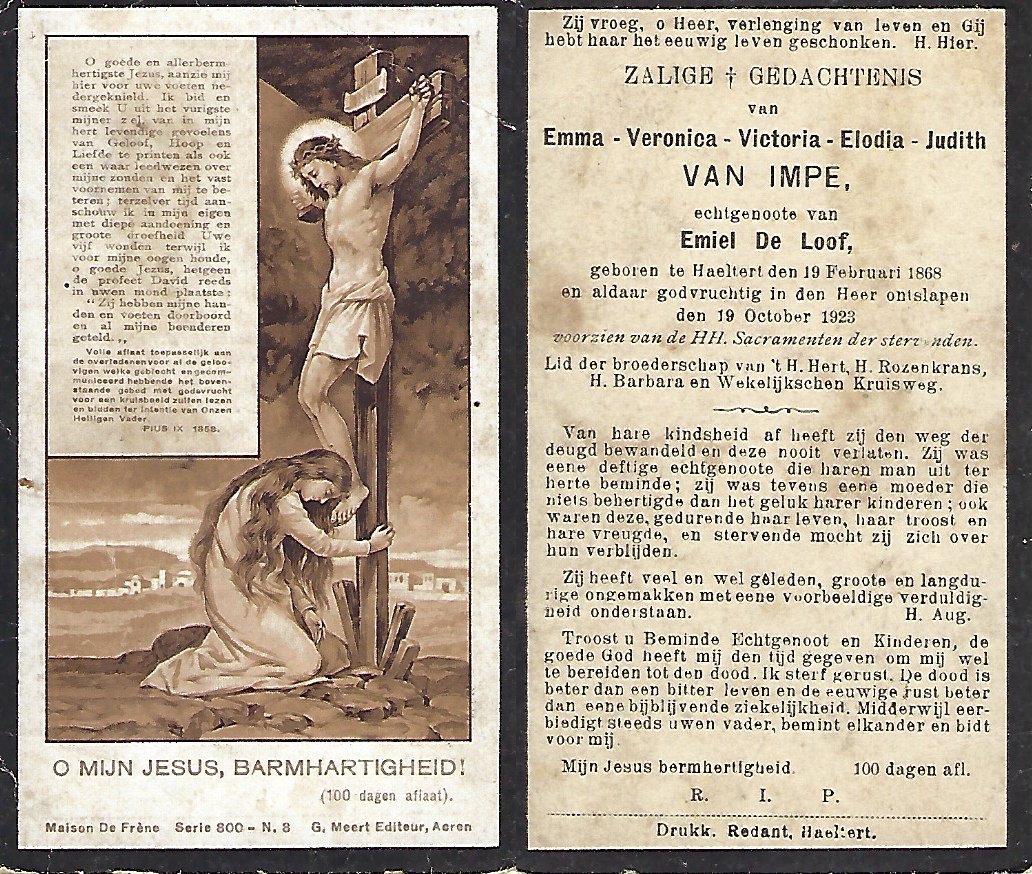 O goede en allerberm-
hertigste Jezus, aanzie mij
hier voor uwe voeten ne-
dergeknield. Ik bid en
smeek U uit het vurigste
mijner zel van in mijn
hert levendige gevoelens
van Geloof, Hoop en
Liefde te printen als ook
een waar leedwezen over
mijne zonden en het vast
voornemen van mij te be-
teren; terzelver tijd aan-
schouw ik in mijn eigen
met diepe aandoening en
groote droefheid Uwe
vijf wonden terwijl ik
voor mijne oogen houde,
o goede Jezus, hetgeen
de profeet David reeds
in uwen mond plaatste:
“Zij hebben mijne han-
den en voeten doorboord
en al mijne beenderen
geteld.„
Volle aflaat toepasselijk aan
de overledenen voor al de geloo-
vigen welke gebiecht en gecom-
municeerd hebbende het boven-
staande gebed met godsvrucht
voor een kruisbeeld zullen lezen
en bidden ter intentie van Onzen
Heiligen Vader.
PIUS IX 1858.
O MIJN JESUS, BARMHARTIGHEID!
(100 dagen aflaat).
Maison De Frène Serie 800 - N. 8 G. Meert Editeur, Acren
Zij vroeg, o Heer, verlenging van leven en Gij
hebt haar het eeuwig leven geschonken. H. Hier.
ZALIGE † GEDACHTENIS
van
Emma - Veronica - Victoria - Elodia - Judith
VAN IMPE,
echtgenoote van
Emiel De Loof,
geboren te Haeltert den 19 Februari 1868
en aldaar godvruchtig in den Heer ontslapen
den 19 October 1923
voorzien van de HH. Sacramenten der sterv nden.
Lid der broederschap van 't H. Hert, H. Rozenkrans,
H. Barbara en Wekelijkschen Kruisweg.
Van hare kindsheid af heeft zij den weg der
deugd bewandeld en deze nooit verlaten. Zij was
eene deftige echtgenoote die haren man uit ter
herte beminde; zij was tevens eene moeder die
niets behertigde dan het geluk harer kinderen; ook
waren deze, gedurende haar leven, haar troost en
hare vreugde, en stervende mocht zij zich over
hun verblijden.
Zij heeft veel en wel geleden, groote en langdu-
rige ongemakken met eene voorbeeldige verduldig-
heid onderstaan. H. Aug.
Troost u Beminde Echtgenoot en Kinderen, de
goede God heeft mij den tijd gegeven om mij wel
te bereiden tot den dood. Ik sterf gerust. De dood is
beter dan een bitter leven en de eeuwige rust beter
dan eene bijblijvende ziekelijkheid. Midderwijl eer-
biedigt steeds uwen vader, bemint elkander en bidt
voor mij.
Mijn Jesus bermhertigheid. 100 dagen afl.
R. I. P.
Drukk. Redant, Haeltert.